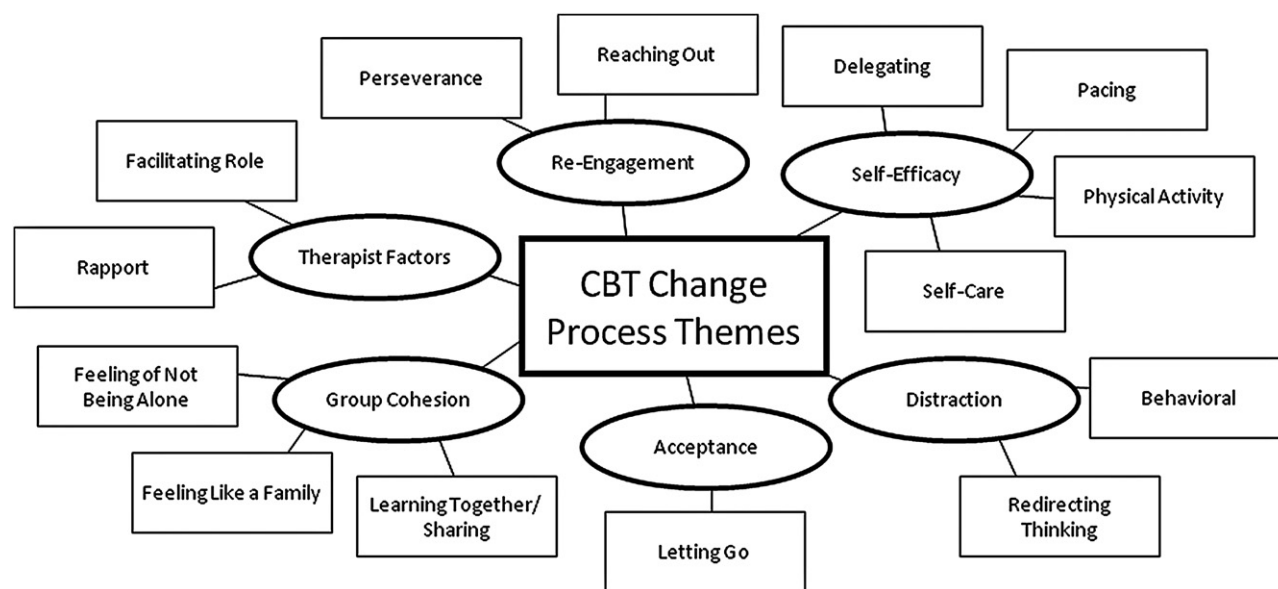 Reaching Out
Perseverance
Delegating
Pacing
Facilitating Role
Re-Engagement
Self-Efficacy
Physical Activity
Therapist Factors
Rapport
CBT Change
Process Themes
Self-Care
Feeling of Not
Being Alone
Group Cohesion
Distraction
Behavioral
Acceptance
Feeling Like a Family
Learning Together/
Sharing
Letting Go
Redirecting
Thinking